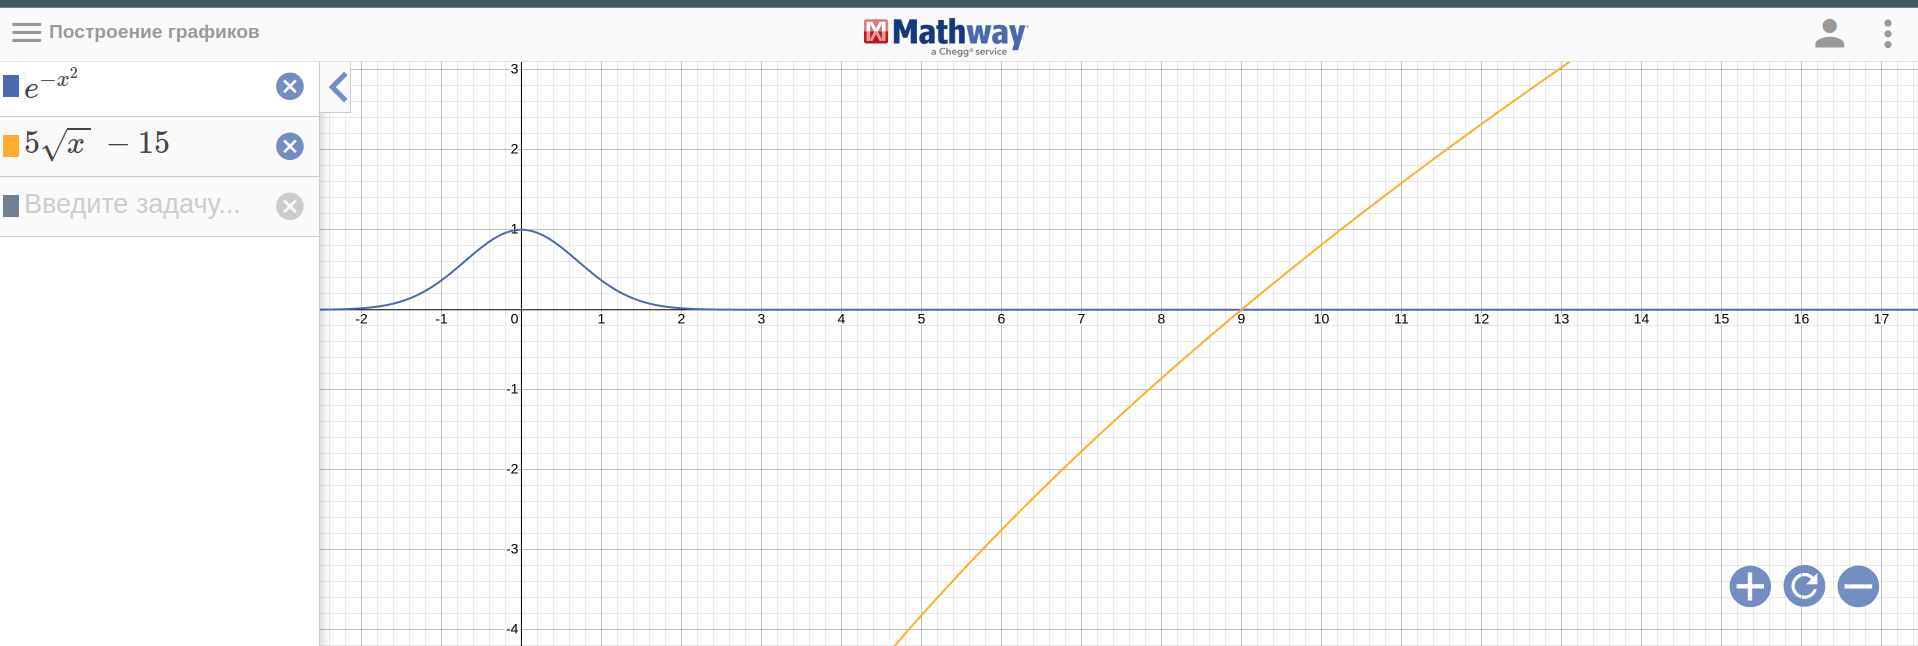 Построение графиков
Mathway
a Chegg® service
e^{-x^2}
5√x − 15
Введите задачу...
3
2
1
-2 -1 0 1 2 3 4 5 6 7 8 9 10 11 12 13 14 15 16 17
-1
-2
-3
-4